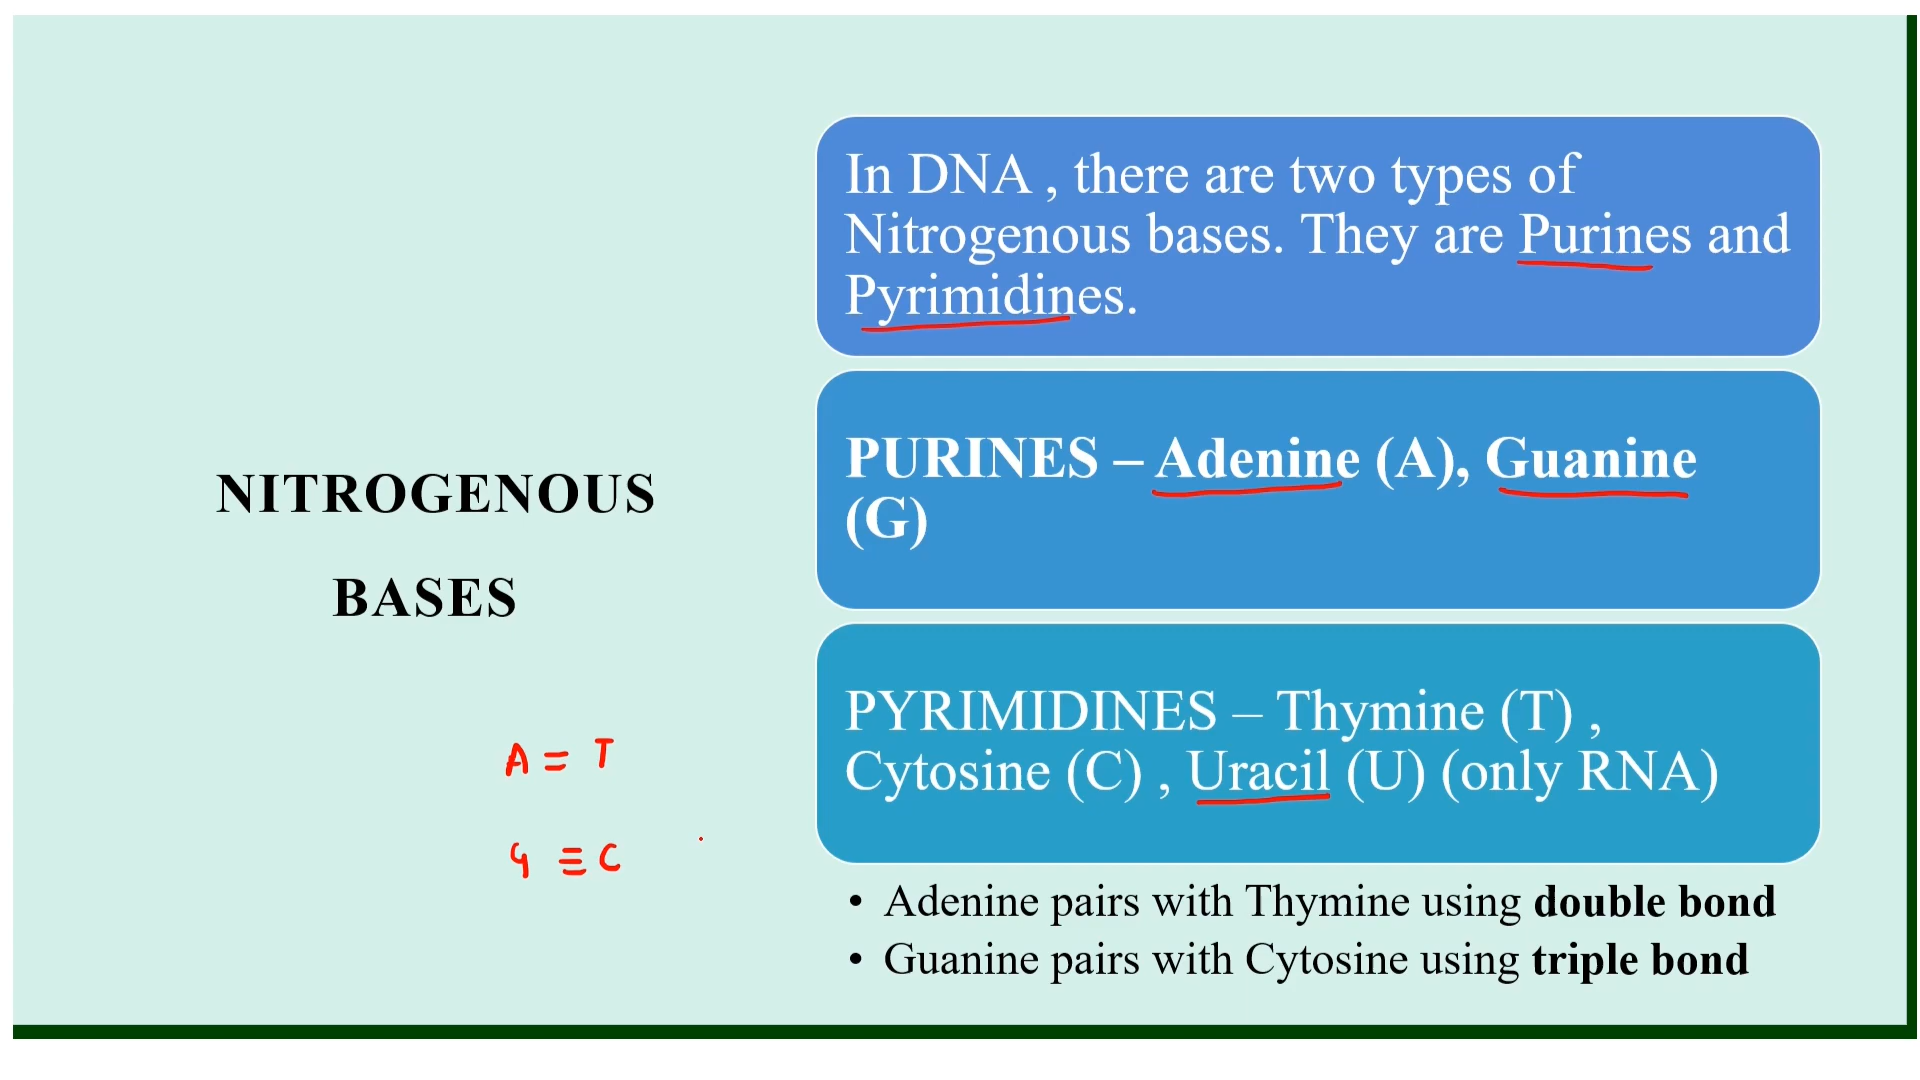 NITROGENOUS
BASES
A = T
G ≡ C
In DNA , there are two types of
Nitrogenous bases. They are Purines and
Pyrimidines.
PURINES – Adenine (A), Guanine
(G)
PYRIMIDINES – Thymine (T) ,
Cytosine (C) , Uracil (U) (only RNA)
• Adenine pairs with Thymine using double bond
• Guanine pairs with Cytosine using triple bond